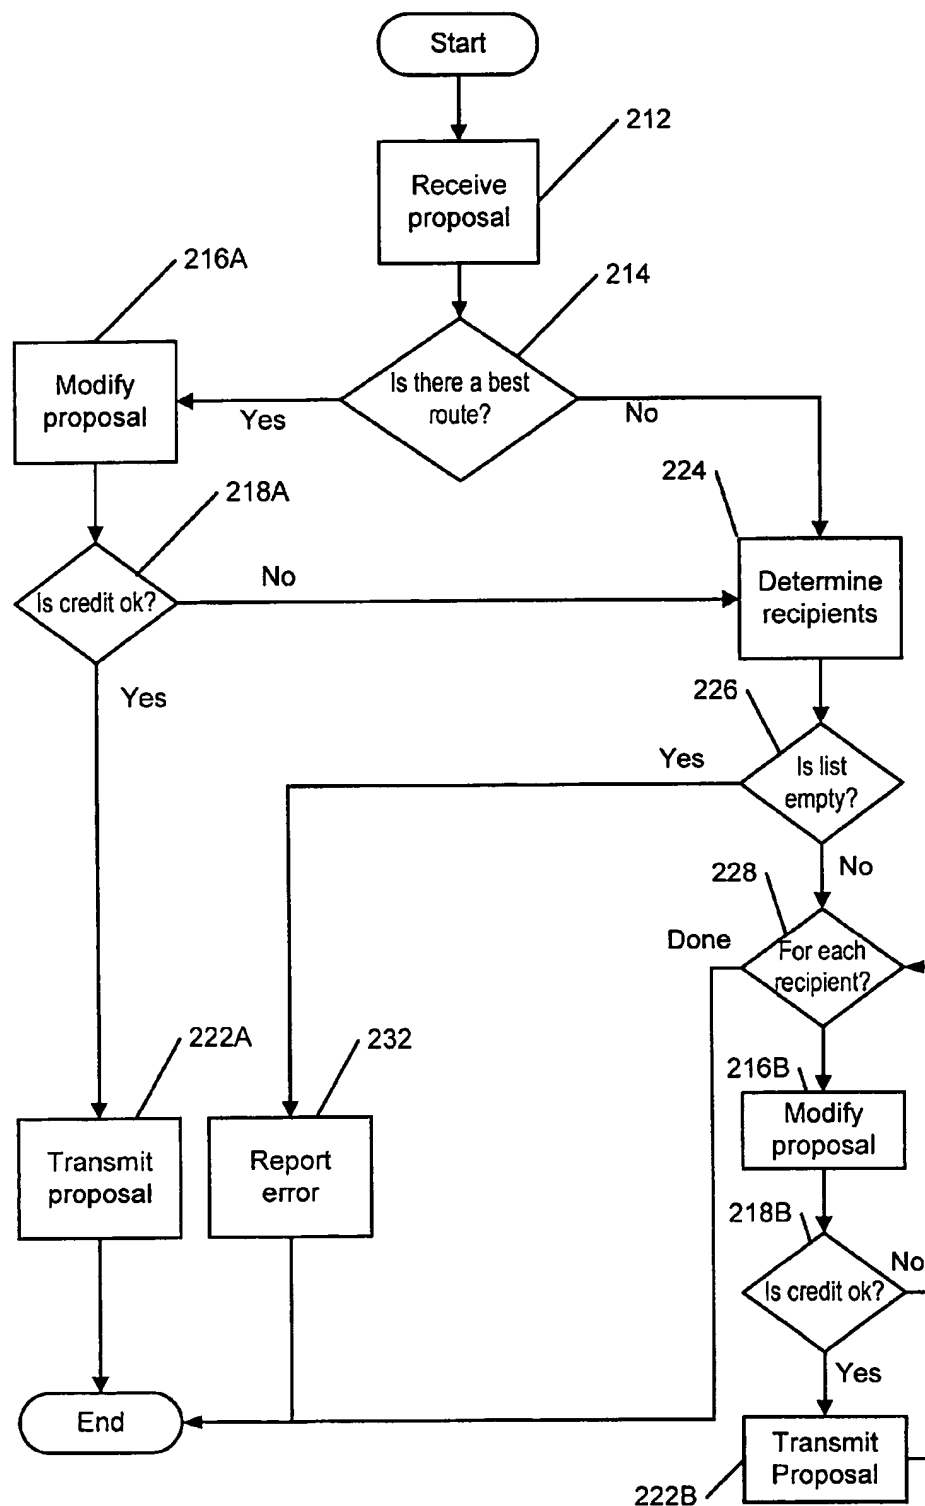 Start
212
Receive
proposal
216A
214
Modify
proposal
Is there a best
route?
Yes
No
218A
224
Is credit ok?
No
Determine
recipients
Yes
226
Yes
Is list
empty?
No
228
Done
For each
recipient?
222A
232
216B
Transmit
proposal
Report
error
Modify
proposal
218B
No
Is credit ok?
Yes
End
Transmit
Proposal
222B